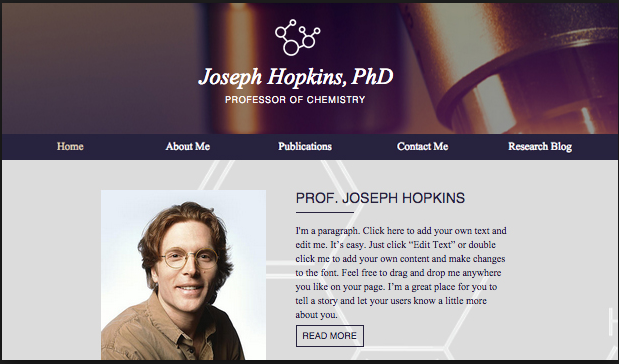 Joseph Hopkins, PhD
PROFESSOR OF CHEMISTRY
Home About Me Publications Contact Me Research Blog
PROF. JOSEPH HOPKINS
I'm a paragraph. Click here to add your own text and
edit me. It's easy. Just click “Edit Text” or double
click me to add your own content and make changes
to the font. Feel free to drag and drop me anywhere
you like on your page. I'm a great place for you to
tell a story and let your users know a little more
about you.
READ MORE
H